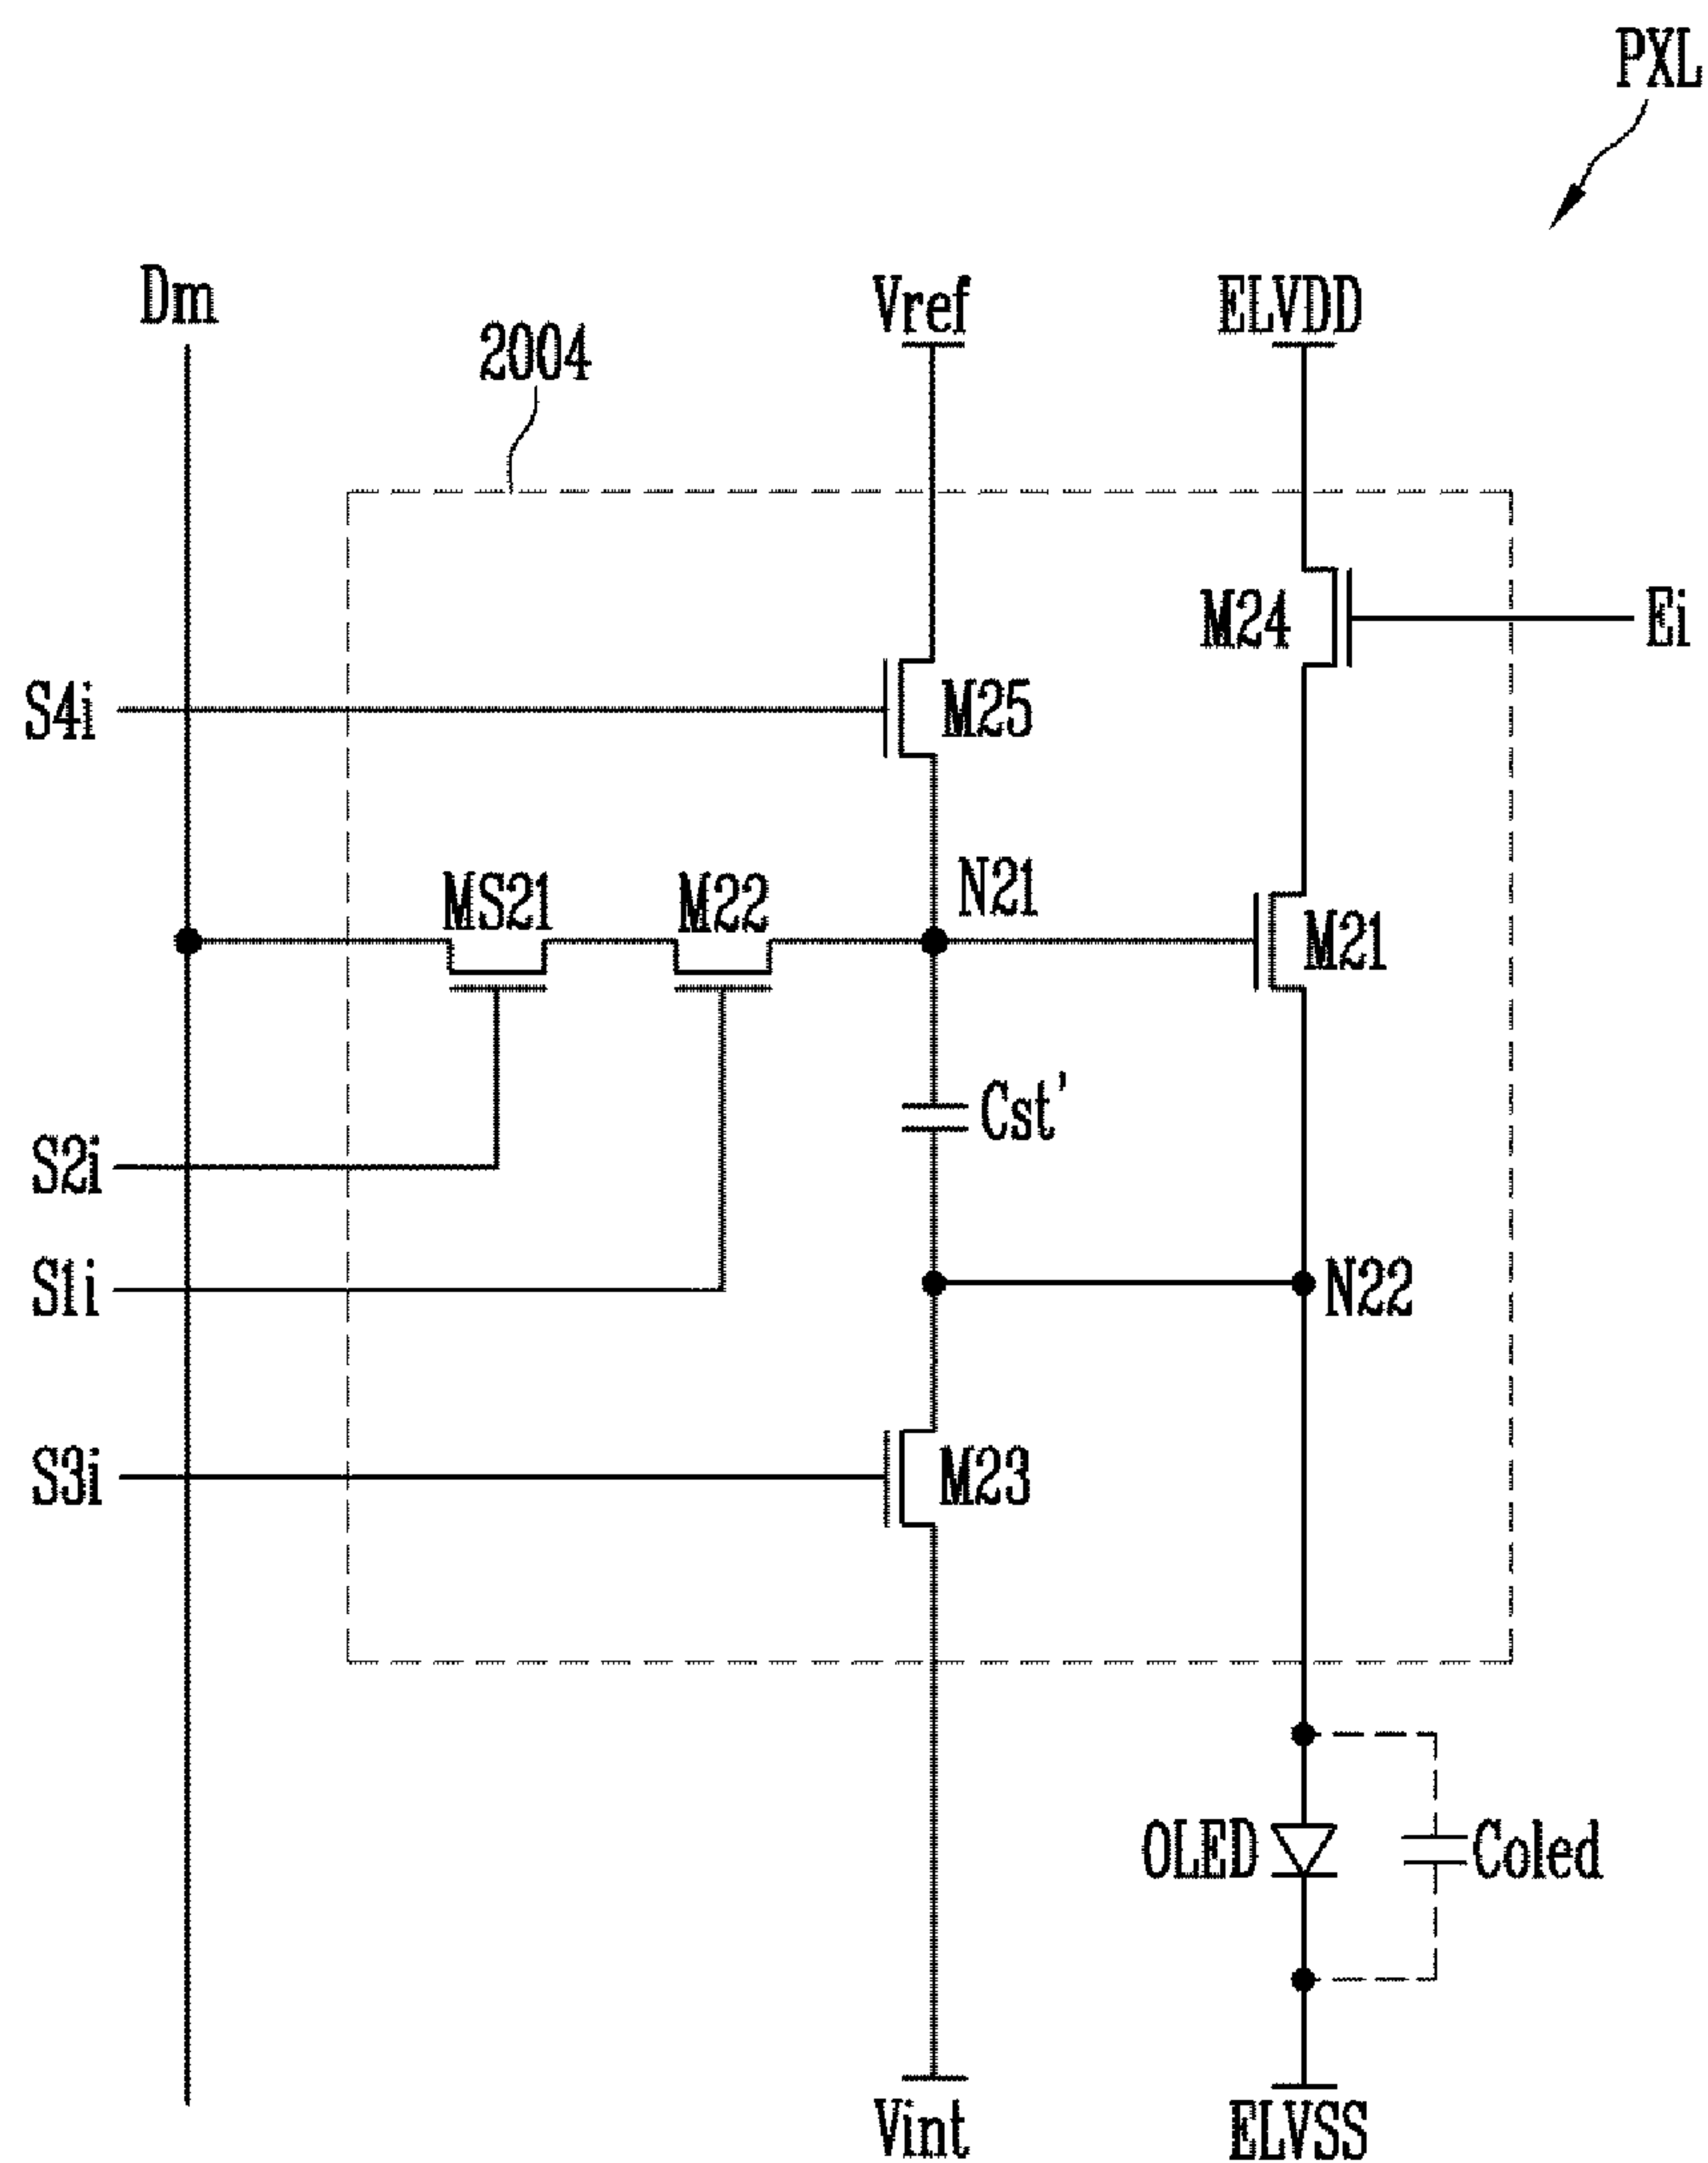 PXL
Dm
Vref
ELVDD
2004
M24
Ei
S4i
M25
MS21
M22
N21
M21
Cst'
S2i
S1i
N22
S3i
M23
OLED
Coled
Vint
ELVSS